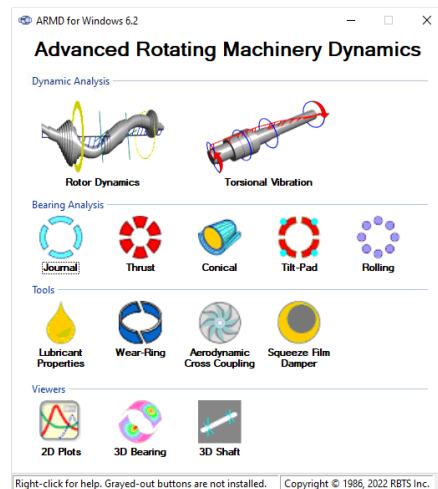 ARMD for Windows 6.2
Advanced Rotating Machinery Dynamics
Dynamic Analysis
Rotor Dynamics
Torsional Vibration
Bearing Analysis
Journal
Thrust
Conical
Tilt-Pad
Rolling
Tools
Lubricant
Properties
Wear-Ring
Aerodynamic
Cross Coupling
Squeeze Film
Damper
Viewers
2D Plots
3D Bearing
3D Shaft
Right-click for help. Grayed-out buttons are not installed.
Copyright © 1986, 2022 RBTS Inc.